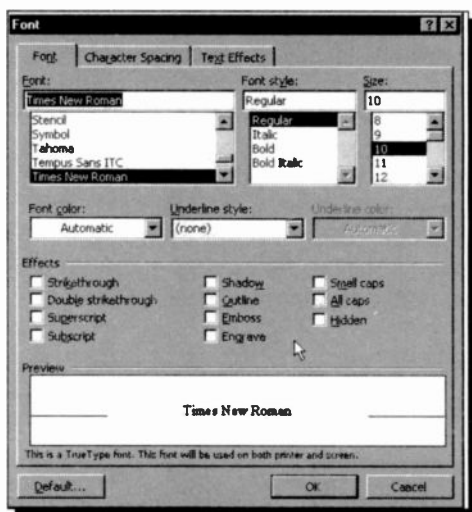 Font
Font Character Spacing Text Effects
Font: Font style: Size:
Times New Roman Regular 10
Stencil Regular 8
Symbol Italic 9
Tahoma Bold 10
Tempus Sans ITC Bold Italic 11
Times New Roman 12
Font color: Underline style: Underline color:
Automatic (none) Automatic
Effects
Strikethrough Shadow Small caps
Double strikethrough Outline All caps
Superscript Emboss Hidden
Subscript Engrave
Preview
Times New Roman
This is a TrueType font. This font will be used on both printer and screen.
Default... OK Cancel